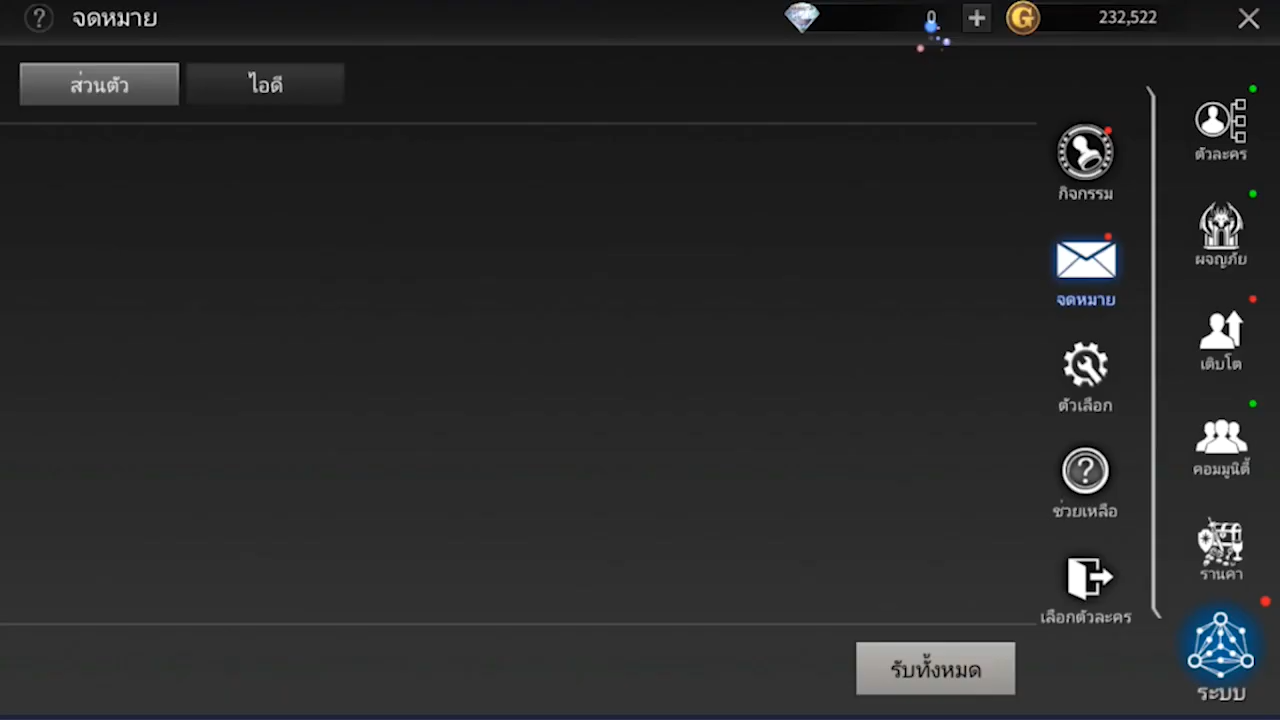 จดหมาย
0
232,522
ส่วนตัว
ไอดี
กิจกรรม
จดหมาย
ตัวเลือก
ช่วยเหลือ
เลือกตัวละคร
ตัวละคร
ผจญภัย
เติบโต
คอมมูนิตี้
ร้านค้า
ระบบ
รับทั้งหมด